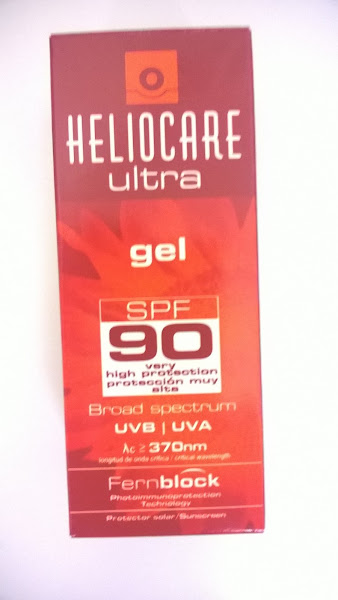 HELIOCARE
ultra
gel
SPF
90
very
high protection
protección muy
alta
Broad spectrum
UVB | UVA
λc ≥ 370nm
longitud de onda crítica / critical wavelength
Fernblock
Photoimmunoprotection
Technology
Protector solar/Sunscreen